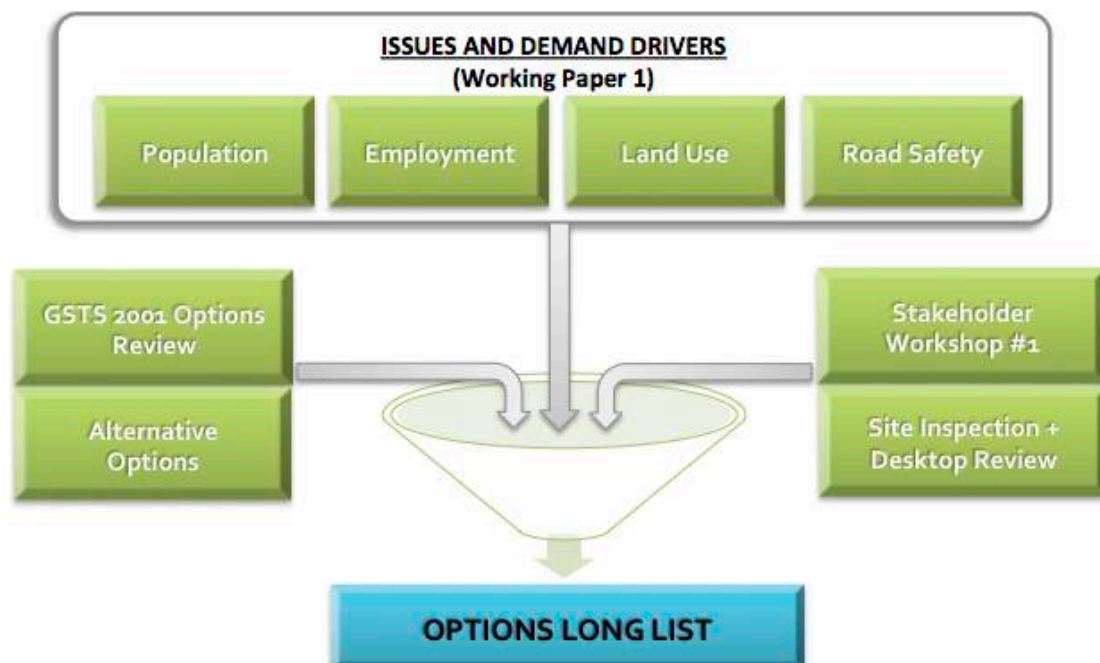 ISSUES AND DEMAND DRIVERS
(Working Paper 1)
Population
Employment
Land Use
Road Safety
GSTS 2001 Options
Review
Alternative
Options
Stakeholder
Workshop #1
Site Inspection +
Desktop Review
OPTIONS LONG LIST